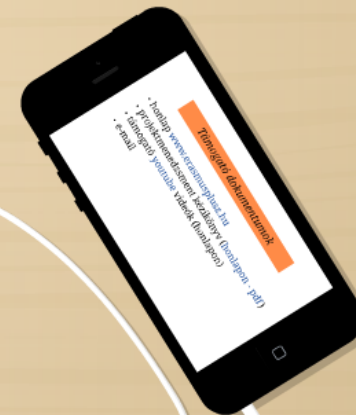 Támogató dokumentumok
• honlap www.erasmusplusz.hu
• projektmenedzsment kézikönyv (honlapon - pdf)
• támogató youtube videók (honlapon)
• e-mail